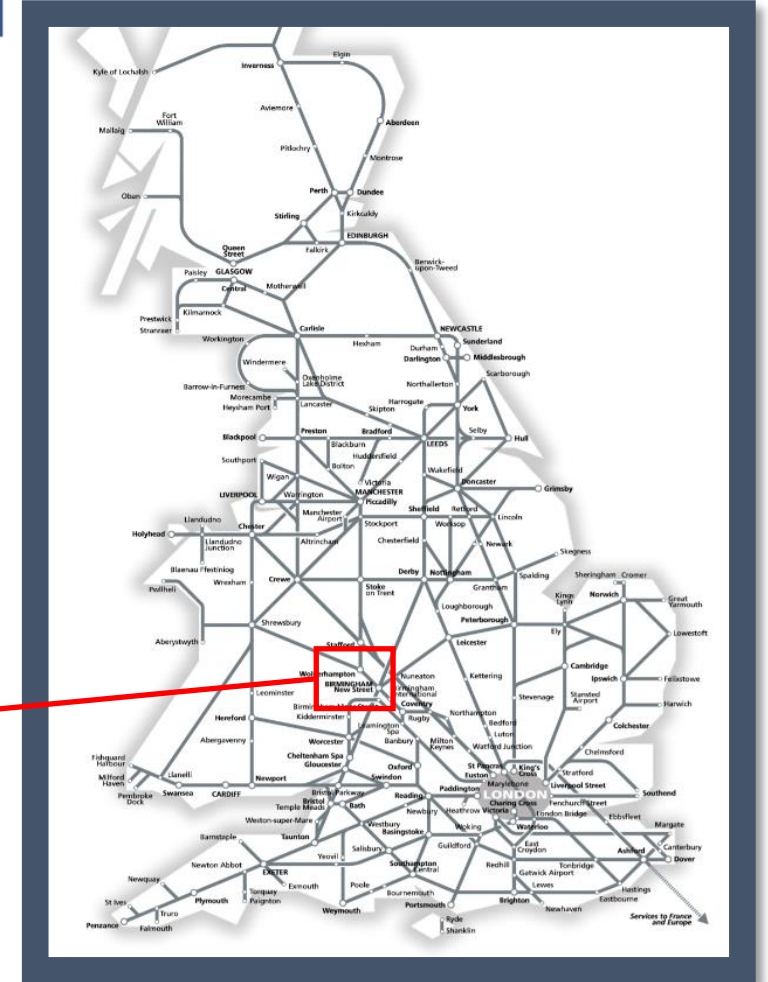 Elgin
Kyle of Lochalsh
Inverness
Aviemore
Fort
William
Aberdeen
Mallaig
Pitlochry
Montrose
Perth
Dundee
Oban
Kirkcaldy
Stirling
EDINBURGH
Queen
Street
Falkirk
Berwick-
upon-Tweed
Paisley
GLASGOW
Central
Motherwell
Kilmarnock
Prestwick
Stranraer
Carlisle
NEWCASTLE
Workington
Hexham
Durham
Sunderland
Darlington
Middlesbrough
Windermere
Scarborough
Oxenholme
Lake District
Northallerton
Barrow-in-Furness
Morecambe
Heysham Port
Lancaster
Harrogate
York
Skipton
Blackpool
Preston
Bradford
Selby
Hull
Blackburn
LEEDS
Huddersfield
Southport
Bolton
Wakefield
Wigan
Victoria
Doncaster
MANCHESTER
Piccadilly
Grimsby
LIVERPOOL
Warrington
Sheffield
Retford
Manchester
Airport
Lincoln
Llandudno
Stockport
Worksop
Holyhead
Chester
Llandudno
Junction
Altrincham
Chesterfield
Newark
Skegness
Blaenau Ffestiniog
Derby
Nottingham
Spalding
Sheringham
Cromer
Pwllheli
Wrexham
Crewe
Stoke
on Trent
Grantham
Kings
Lynn
Norwich
Great
Yarmouth
Loughborough
Peterborough
Shrewsbury
Ely
Lowestoft
Aberystwyth
Stafford
Leicester
Wolverhampton
Nuneaton
Kettering
Cambridge
BIRMINGHAM
New Street
Birmingham
International
Ipswich
Felixstowe
Leominster
Stevenage
Stansted
Airport
Harwich
Coventry
Kidderminster
Rugby
Northampton
Hereford
Leamington
Spa
Bedford
Colchester
Abergavenny
Worcester
Banbury
Milton
Keynes
Luton
Watford Junction
Chelmsford
Fishguard
Harbour
Cheltenham Spa
Gloucester
Oxford
St Pancras
King's
Cross
Milford
Haven
Llanelli
Euston
Stratford
Swindon
Marylebone
Liverpool Street
Pembroke
Dock
Swansea
CARDIFF
Newport
Bristol Parkway
Reading
Paddington
LONDON
Southend
Bristol
Temple Meads
Bath
Charing Cross
Fenchurch Street
Newbury
Heathrow
Victoria
London Bridge
Ebbsfleet
Weston-super-Mare
Westbury
Waterloo
Margate
Barnstaple
Taunton
Basingstoke
Woking
Salisbury
Guildford
East
Croydon
Canterbury
Ashford
Dover
Newton Abbot
Yeovil
Southampton
Central
Redhill
Tonbridge
EXETER
Gatwick Airport
Newquay
Exmouth
Poole
Lewes
Hastings
St Ives
Plymouth
Torquay
Paignton
Bournemouth
Eastbourne
Weymouth
Portsmouth
Brighton
Newhaven
Truro
Penzance
Falmouth
Ryde
Shanklin
Services to France
and Europe